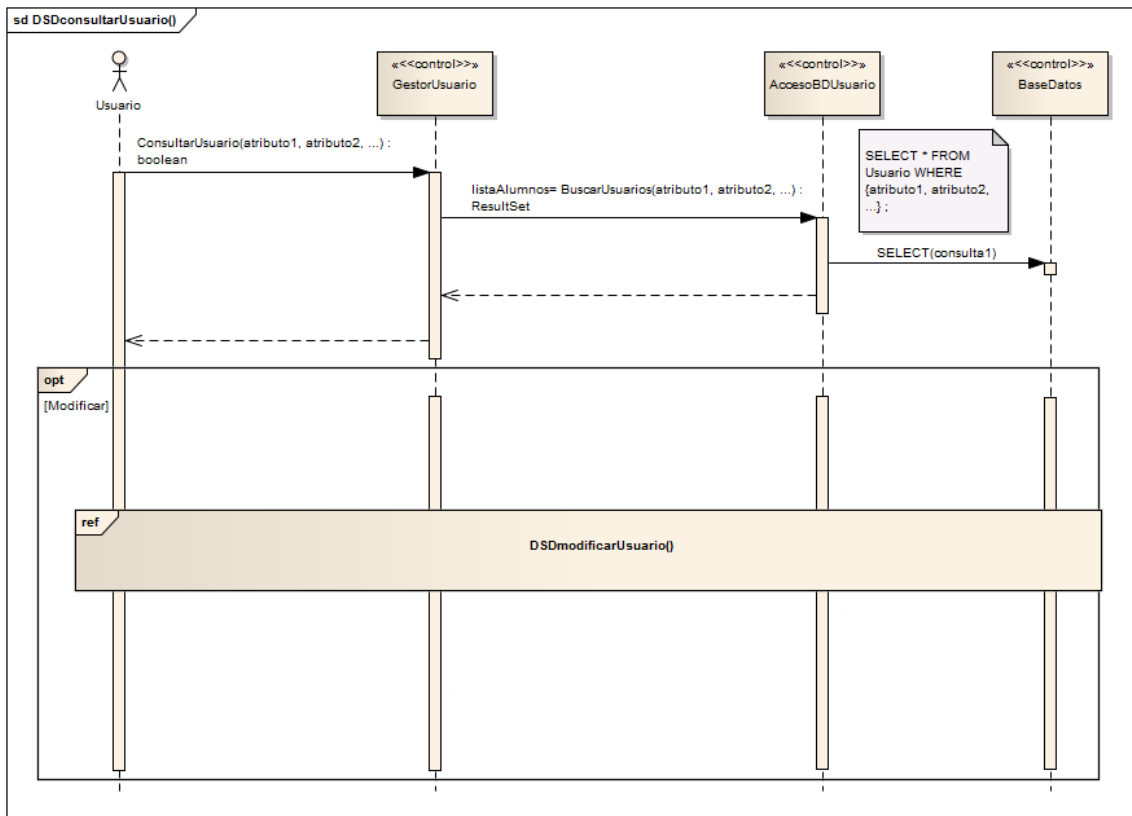 sd DSDconsultarUsuario()
Usuario
«<<control>>»
GestorUsuario
«<<control>>»
AccesoBDUsuario
«<<control>>»
BaseDatos
ConsultarUsuario(atributo1, atributo2, ...) :
boolean
listaAlumnos= BuscarUsuarios(atributo1, atributo2, ...) :
ResultSet
SELECT * FROM
Usuario WHERE
{atributo1, atributo2,
...} ;
SELECT(consulta1)
opt
[Modificar]
ref
DSDmodificarUsuario()